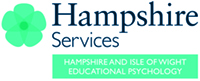 Hampshire
Services
HAMPSHIRE AND ISLE OF WIGHT
EDUCATIONAL PSYCHOLOGY